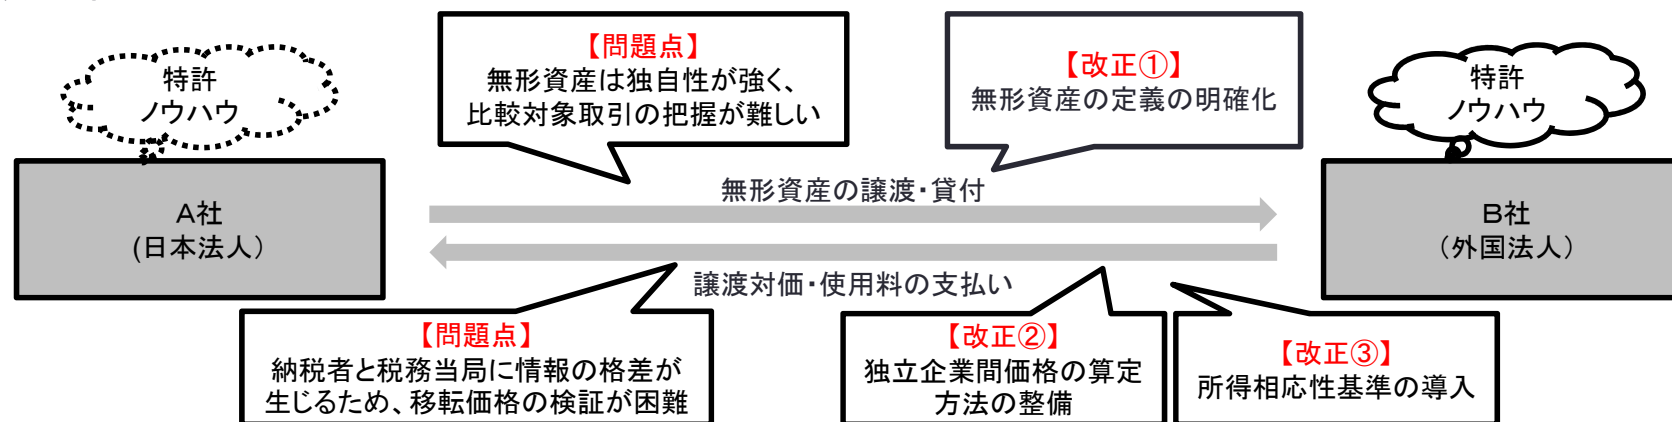 【問題点】
無形資産は独自性が強く、
比較対象取引の把握が難しい
【改正①】
無形資産の定義の明確化
特許
ノウハウ
特許
ノウハウ
A社
(日本法人）
無形資産の譲渡・貸付
B社
（外国法人）
譲渡対価・使用料の支払い
【問題点】
納税者と税務当局に情報の格差が
生じるため、移転価格の検証が困難
【改正②】
独立企業間価格の算定
方法の整備
【改正③】
所得相応性基準の導入